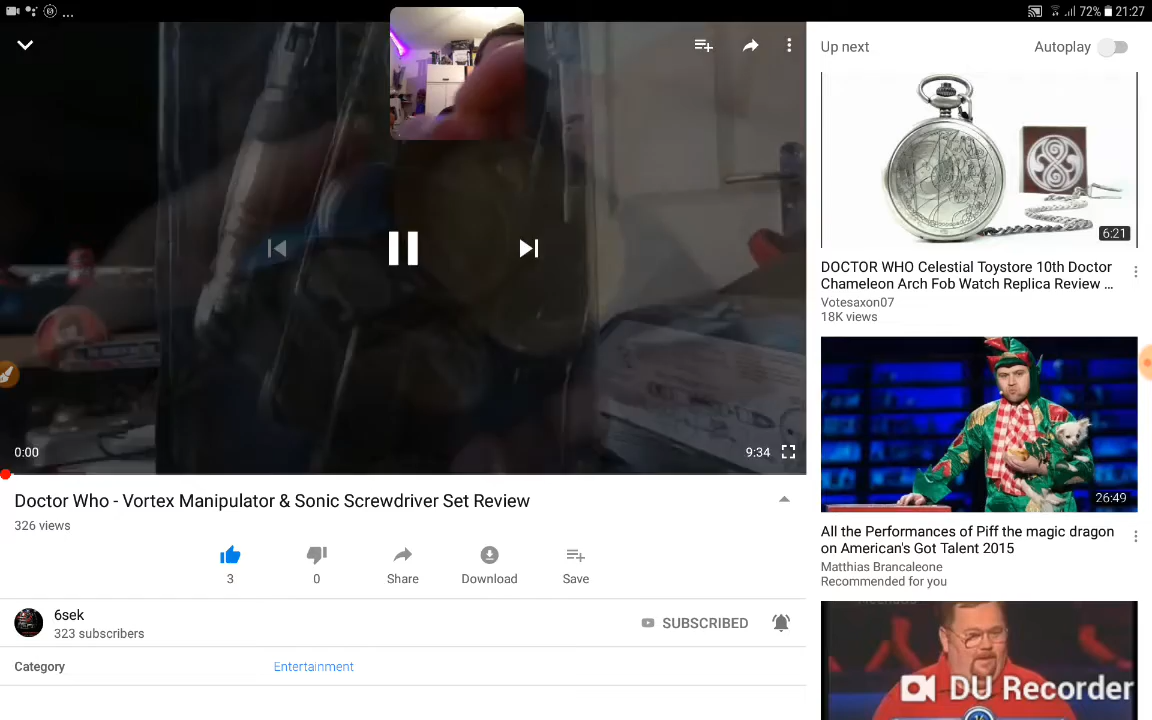 ...
72% 21:27
Up next
Autoplay
6:21
DOCTOR WHO Celestial Toystore 10th Doctor
Chameleon Arch Fob Watch Replica Review ...
Votesaxon07
18K views
26:49
All the Performances of Piff the magic dragon
on American's Got Talent 2015
Matthias Brancaleone
Recommended for you
DU Recorder
0:00
9:34
Doctor Who - Vortex Manipulator & Sonic Screwdriver Set Review
326 views
3
0
Share
Download
Save
6sek
323 subscribers
SUBSCRIBED
Category
Entertainment